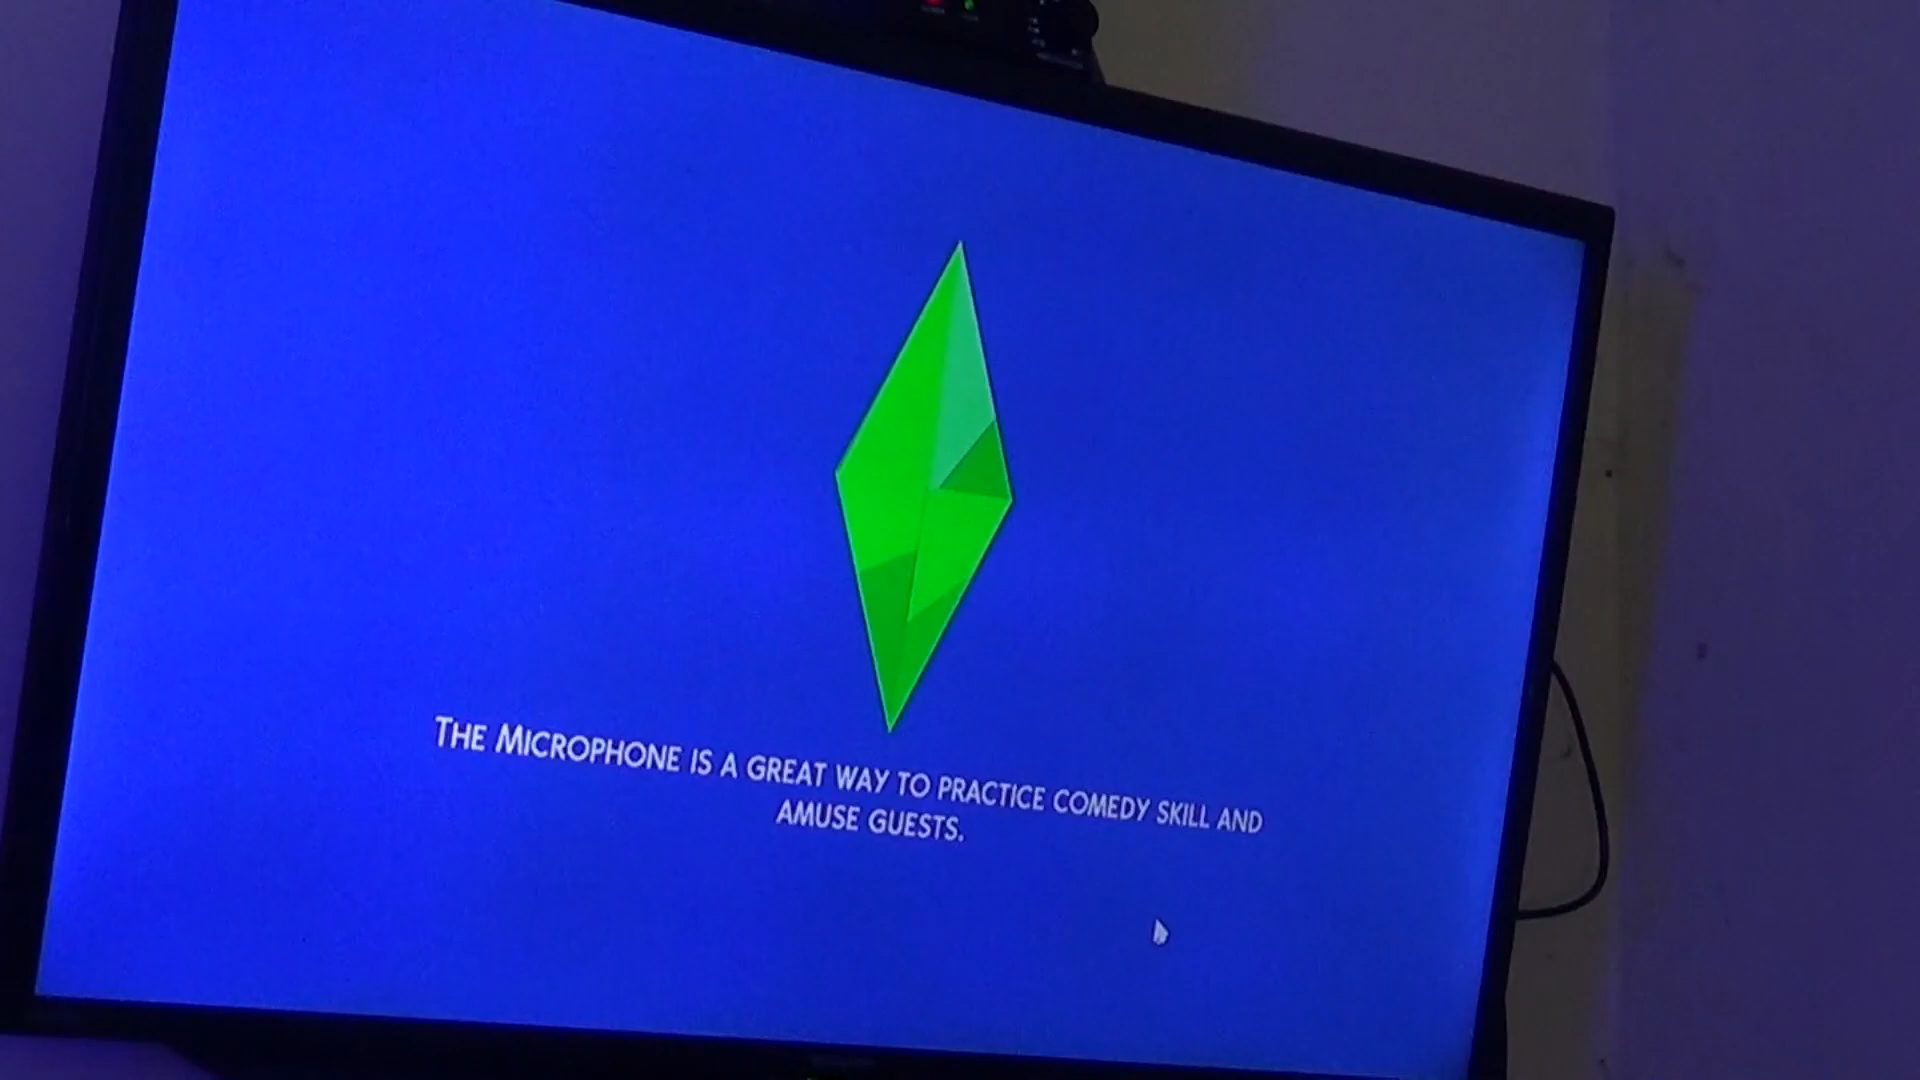 THE MICROPHONE IS A GREAT WAY TO PRACTICE COMEDY SKILL AND
AMUSE GUESTS.